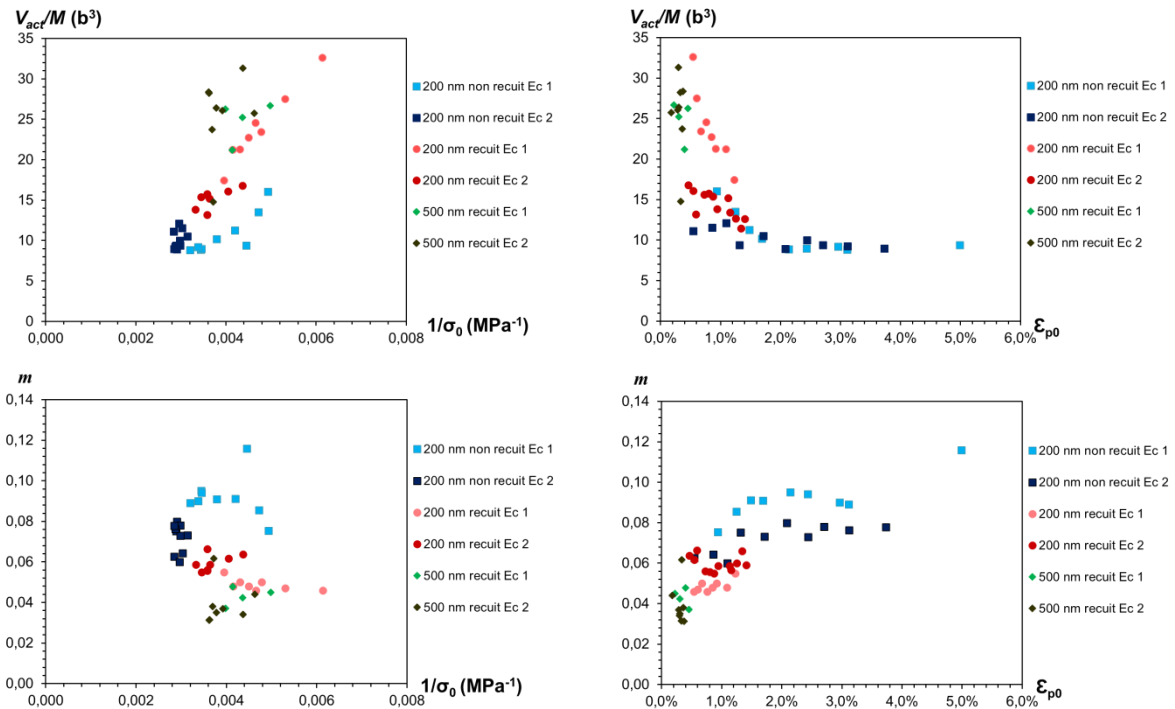 V_act/M (b³)
35
30
25
20
15
10
5
0
0,000 0,002 0,004 0,006 0,008
1/σ₀ (MPa⁻¹)
200 nm non recuit Ec 1
200 nm non recuit Ec 2
200 nm recuit Ec 1
200 nm recuit Ec 2
500 nm recuit Ec 1
500 nm recuit Ec 2
V_act/M (b³)
35
30
25
20
15
10
5
0
0,0% 1,0% 2,0% 3,0% 4,0% 5,0% 6,0%
ε_p0
200 nm non recuit Ec 1
200 nm non recuit Ec 2
200 nm recuit Ec 1
200 nm recuit Ec 2
500 nm recuit Ec 1
500 nm recuit Ec 2
m
0,14
0,12
0,10
0,08
0,06
0,04
0,02
0,00
0,000 0,002 0,004 0,006 0,008
1/σ₀ (MPa⁻¹)
200 nm non recuit Ec 1
200 nm non recuit Ec 2
200 nm recuit Ec 1
200 nm recuit Ec 2
500 nm recuit Ec 1
500 nm recuit Ec 2
m
0,14
0,12
0,10
0,08
0,06
0,04
0,02
0,00
0,0% 1,0% 2,0% 3,0% 4,0% 5,0% 6,0%
ε_p0
200 nm non recuit Ec 1
200 nm non recuit Ec 2
200 nm recuit Ec 1
200 nm recuit Ec 2
500 nm recuit Ec 1
500 nm recuit Ec 2